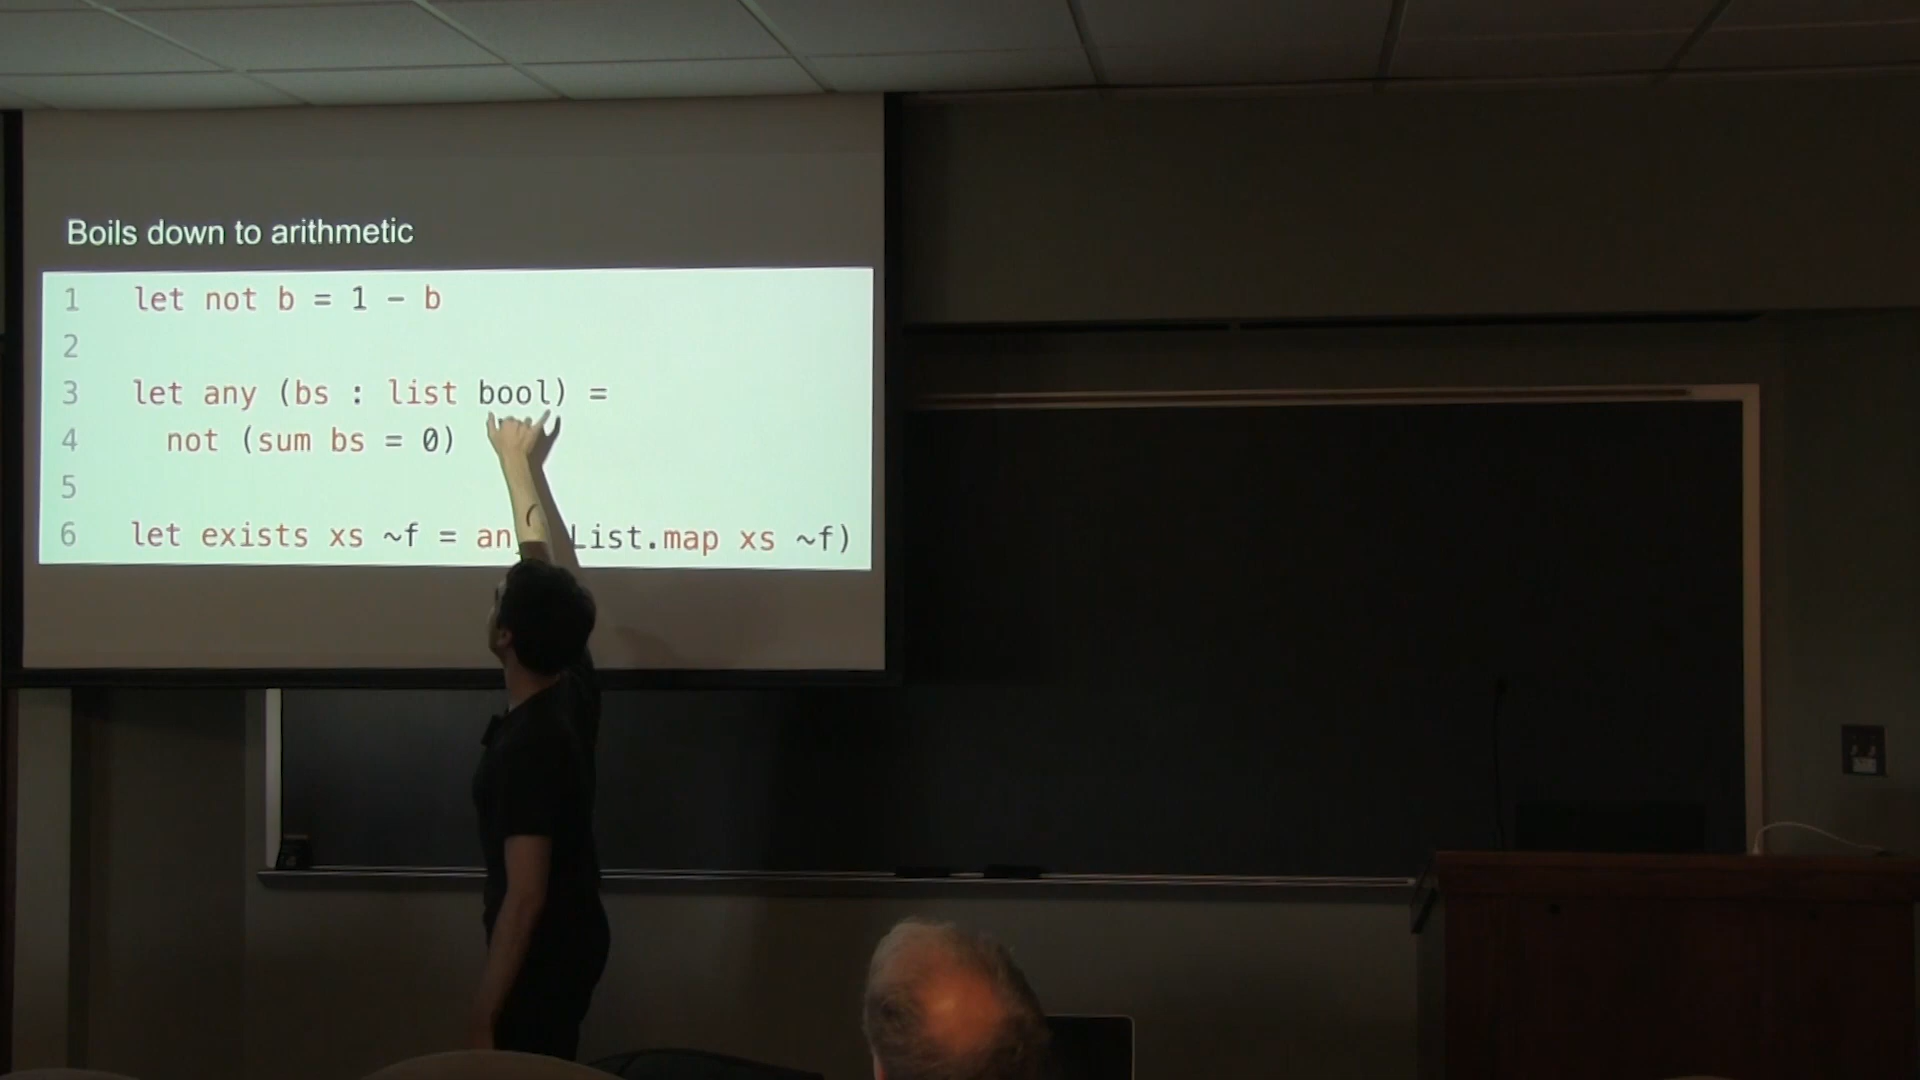 Boils down to arithmetic
1 let not b = 1 - b
2
3 let any (bs : list bool) =
4 not (sum bs = 0)
5
6 let exists xs ~f = an List.map xs ~f)